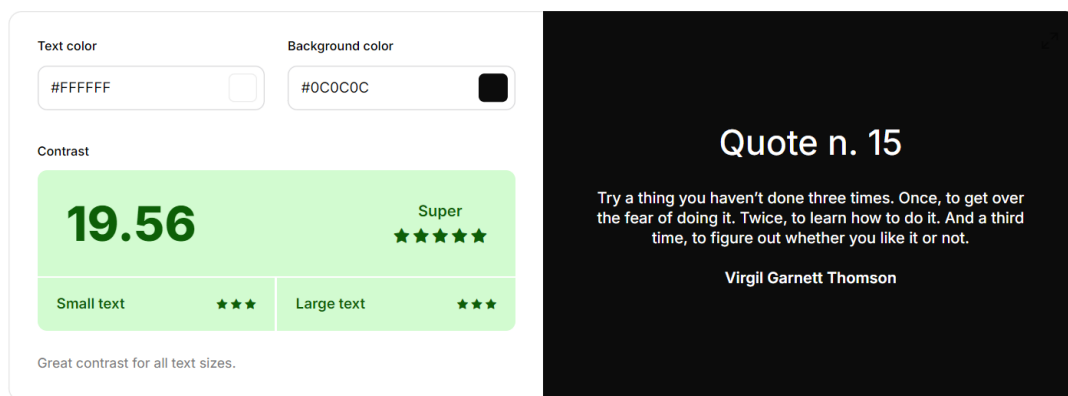 Text color
Background color
#FFFFFF
#0C0C0C
Contrast
19.56
Super
Small text
Large text
Great contrast for all text sizes.
Quote n. 15
Try a thing you haven’t done three times. Once, to get over
the fear of doing it. Twice, to learn how to do it. And a third
time, to figure out whether you like it or not.
Virgil Garnett Thomson